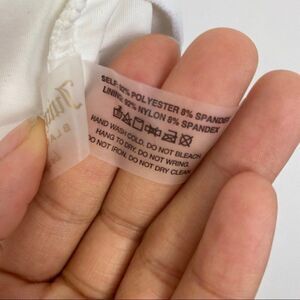 SELF: 92% POLYESTER 8% SPANDEX
LINING: 92% NYLON 8% SPANDEX
HAND WASH COLD. DO NOT BLEACH.
HANG TO DRY. DO NOT WRING.
DO NOT IRON. DO NOT DRY CLEAN.